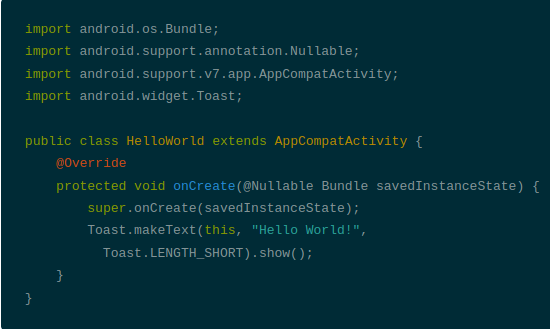 import android.os.Bundle;
import android.support.annotation.Nullable;
import android.support.v7.app.AppCompatActivity;
import android.widget.Toast;

public class HelloWorld extends AppCompatActivity {
    @Override
    protected void onCreate(@Nullable Bundle savedInstanceState) {
        super.onCreate(savedInstanceState);
        Toast.makeText(this, "Hello World!",
          Toast.LENGTH_SHORT).show();
    }
}